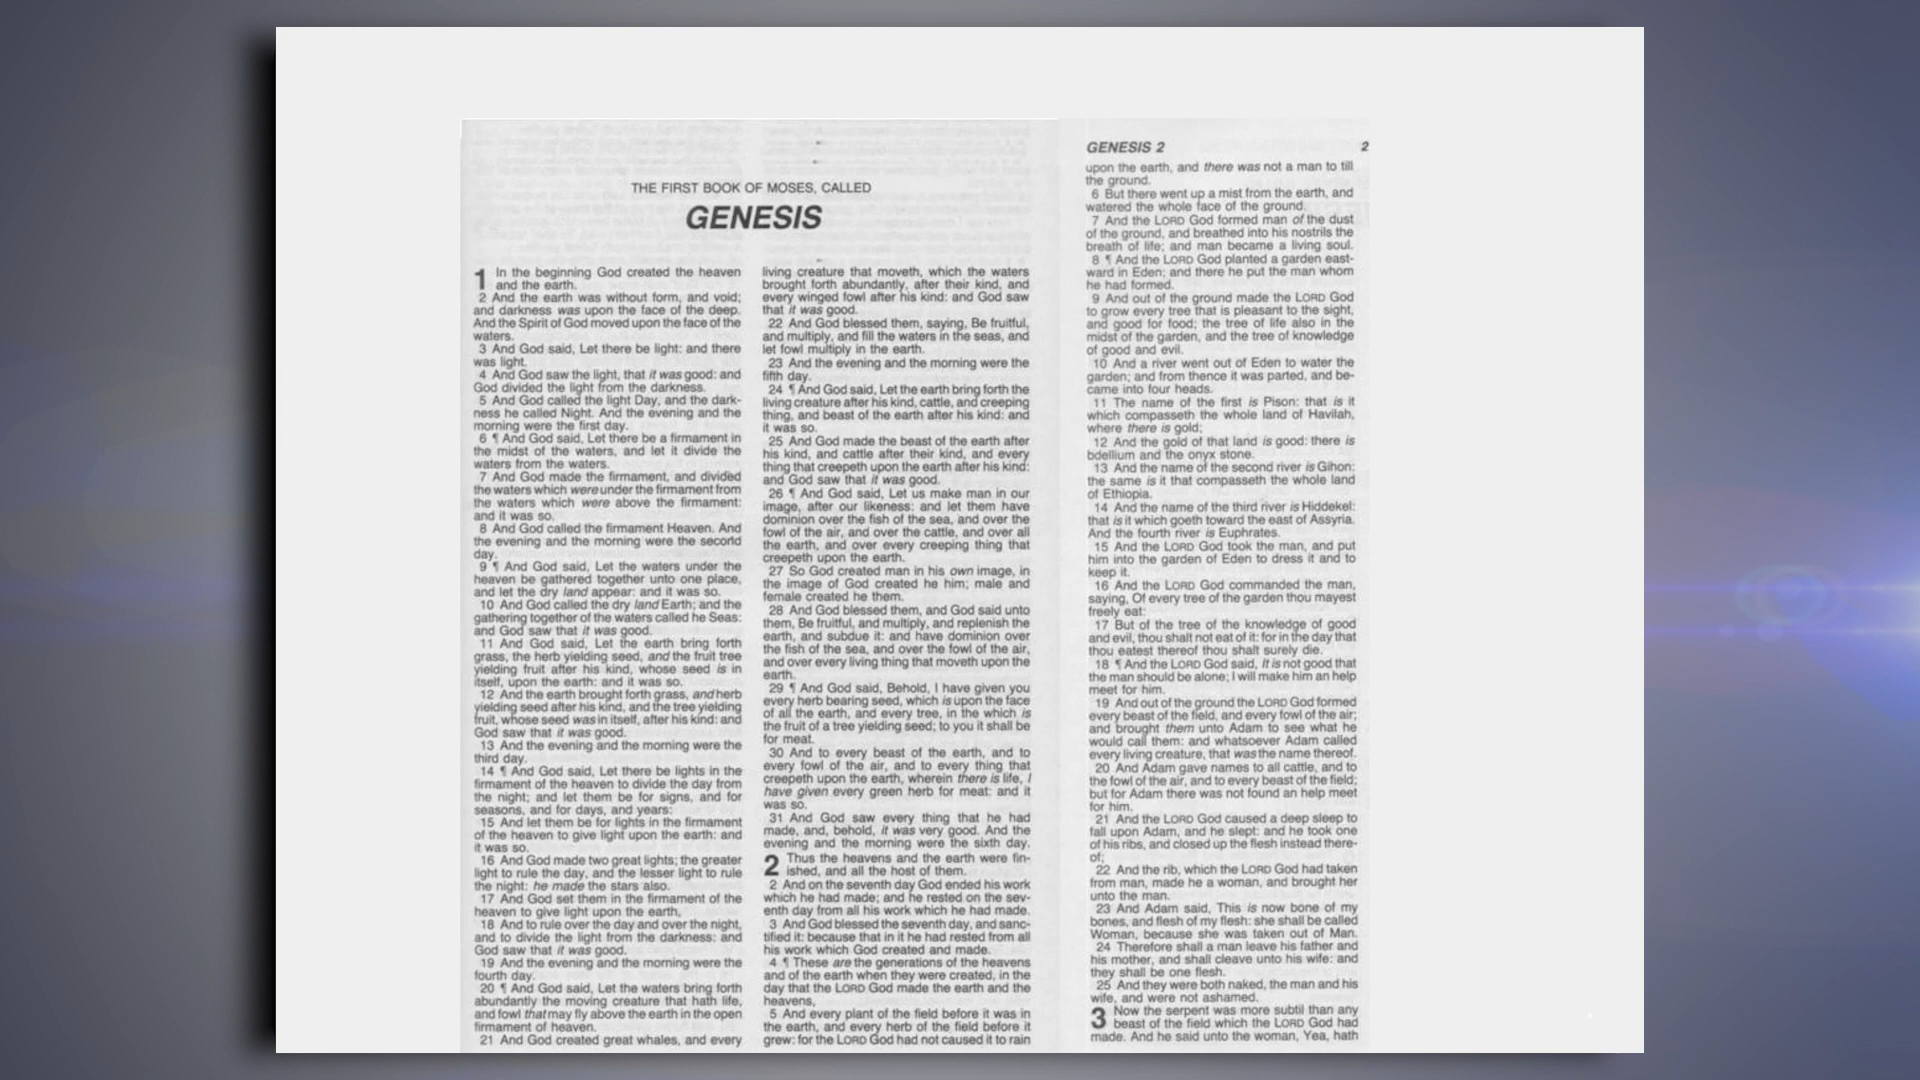 THE FIRST BOOK OF MOSES, CALLED
GENESIS
1 In the beginning God created the heaven
and the earth.
2 And the earth was without form, and void;
and darkness was upon the face of the deep.
And the Spirit of God moved upon the face of the
waters.
3 And God said, Let there be light: and there
was light.
4 And God saw the light, that it was good: and
God divided the light from the darkness.
5 And God called the light Day, and the dark-
ness he called Night. And the evening and the
morning were the first day.
6 ¶ And God said, Let there be a firmament in
the midst of the waters, and let it divide the
waters from the waters.
7 And God made the firmament, and divided
the waters which were under the firmament from
the waters which were above the firmament:
and it was so.
8 And God called the firmament Heaven. And
the evening and the morning were the second
day.
9 ¶ And God said, Let the waters under the
heaven be gathered together unto one place,
and let the dry land appear: and it was so.
10 And God called the dry land Earth; and the
gathering together of the waters called he Seas:
and God saw that it was good.
11 And God said, Let the earth bring forth
grass, the herb yielding seed, and the fruit tree
yielding fruit after his kind, whose seed is in
itself, upon the earth: and it was so.
12 And the earth brought forth grass, and herb
yielding seed after his kind, and the tree yielding
fruit, whose seed was in itself, after his kind: and
God saw that it was good.
13 And the evening and the morning were the
third day.
14 ¶ And God said, Let there be lights in the
firmament of the heaven to divide the day from
the night; and let them be for signs, and for
seasons, and for days, and years:
15 And let them be for lights in the firmament
of the heaven to give light upon the earth: and
it was so.
16 And God made two great lights; the greater
light to rule the day, and the lesser light to rule
the night: he made the stars also.
17 And God set them in the firmament of the
heaven to give light upon the earth,
18 And to rule over the day and over the night,
and to divide the light from the darkness: and
God saw that it was good.
19 And the evening and the morning were the
fourth day.
20 ¶ And God said, Let the waters bring forth
abundantly the moving creature that hath life,
and fowl that may fly above the earth in the open
firmament of heaven.
21 And God created great whales, and every
living creature that moveth, which the waters
brought forth abundantly, after their kind, and
every winged fowl after his kind: and God saw
that it was good.
22 And God blessed them, saying, Be fruitful,
and multiply, and fill the waters in the seas, and
let fowl multiply in the earth.
23 And the evening and the morning were the
fifth day.
24 ¶ And God said, Let the earth bring forth the
living creature after his kind, cattle, and creeping
thing, and beast of the earth after his kind: and
it was so.
25 And God made the beast of the earth after
his kind, and cattle after their kind, and every
thing that creepeth upon the earth after his kind:
and God saw that it was good.
26 ¶ And God said, Let us make man in our
image, after our likeness: and let them have
dominion over the fish of the sea, and over the
fowl of the air, and over the cattle, and over all
the earth, and over every creeping thing that
creepeth upon the earth.
27 So God created man in his own image, in
the image of God created he him; male and
female created he them.
28 And God blessed them, and God said unto
them, Be fruitful, and multiply, and replenish the
earth, and subdue it: and have dominion over
the fish of the sea, and over the fowl of the air,
and over every living thing that moveth upon the
earth.
29 ¶ And God said, Behold, I have given you
every herb bearing seed, which is upon the face
of all the earth, and every tree, in the which is
the fruit of a tree yielding seed; to you it shall be
for meat.
30 And to every beast of the earth, and to
every fowl of the air, and to every thing that
creepeth upon the earth, wherein there is life, I
have given every green herb for meat: and it
was so.
31 And God saw every thing that he had
made, and, behold, it was very good. And the
evening and the morning were the sixth day.
2 Thus the heavens and the earth were fin-
ished, and all the host of them.
2 And on the seventh day God ended his work
which he had made; and he rested on the sev-
enth day from all his work which he had made.
3 And God blessed the seventh day, and sanc-
tified it: because that in it he had rested from all
his work which God created and made.
4 ¶ These are the generations of the heavens
and of the earth when they were created, in the
day that the LORD God made the earth and the
heavens,
5 And every plant of the field before it was in
the earth, and every herb of the field before it
grew: for the LORD God had not caused it to rain
GENESIS 2 2
upon the earth, and there was not a man to till
the ground.
6 But there went up a mist from the earth, and
watered the whole face of the ground.
7 And the LORD God formed man of the dust
of the ground, and breathed into his nostrils the
breath of life; and man became a living soul.
8 ¶ And the LORD God planted a garden east-
ward in Eden; and there he put the man whom
he had formed.
9 And out of the ground made the LORD God
to grow every tree that is pleasant to the sight,
and good for food; the tree of life also in the
midst of the garden, and the tree of knowledge
of good and evil.
10 And a river went out of Eden to water the
garden; and from thence it was parted, and be-
came into four heads.
11 The name of the first is Pison: that is it
which compasseth the whole land of Havilah,
where there is gold;
12 And the gold of that land is good: there is
bdellium and the onyx stone.
13 And the name of the second river is Gihon:
the same is it that compasseth the whole land
of Ethiopia.
14 And the name of the third river is Hiddekel:
that is it which goeth toward the east of Assyria.
And the fourth river is Euphrates.
15 And the LORD God took the man, and put
him into the garden of Eden to dress it and to
keep it.
16 And the LORD God commanded the man,
saying, Of every tree of the garden thou mayest
freely eat:
17 But of the tree of the knowledge of good
and evil, thou shalt not eat of it: for in the day that
thou eatest thereof thou shalt surely die.
18 ¶ And the LORD God said, It is not good that
the man should be alone; I will make him an help
meet for him.
19 And out of the ground the LORD God formed
every beast of the field, and every fowl of the air;
and brought them unto Adam to see what he
would call them: and whatsoever Adam called
every living creature, that was the name thereof.
20 And Adam gave names to all cattle, and to
the fowl of the air, and to every beast of the field;
but for Adam there was not found an help meet
for him.
21 And the LORD God caused a deep sleep to
fall upon Adam, and he slept: and he took one
of his ribs, and closed up the flesh instead there-
of;
22 And the rib, which the LORD God had taken
from man, made he a woman, and brought her
unto the man.
23 And Adam said, This is now bone of my
bones, and flesh of my flesh: she shall be called
Woman, because she was taken out of Man.
24 Therefore shall a man leave his father and
his mother, and shall cleave unto his wife: and
they shall be one flesh.
25 And they were both naked, the man and his
wife, and were not ashamed.
3 Now the serpent was more subtil than any
beast of the field which the LORD God had
made. And he said unto the woman, Yea, hath